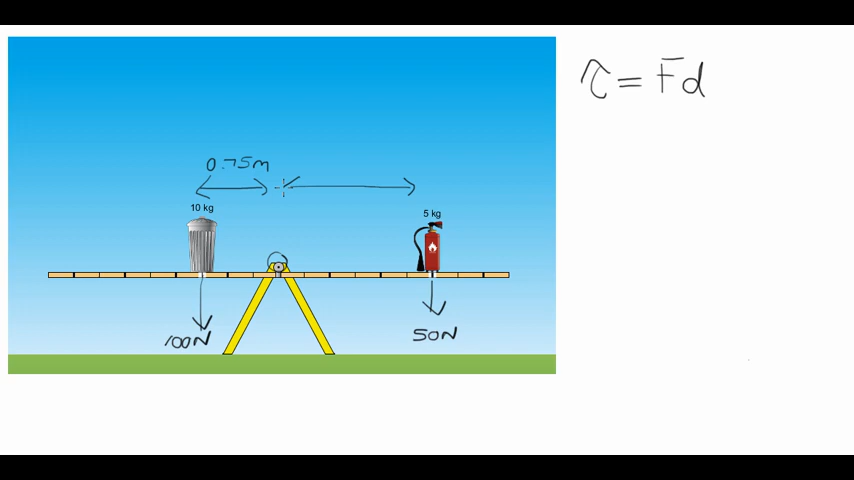 τ = Fd
0.75m
10 kg
5 kg
100N
50N